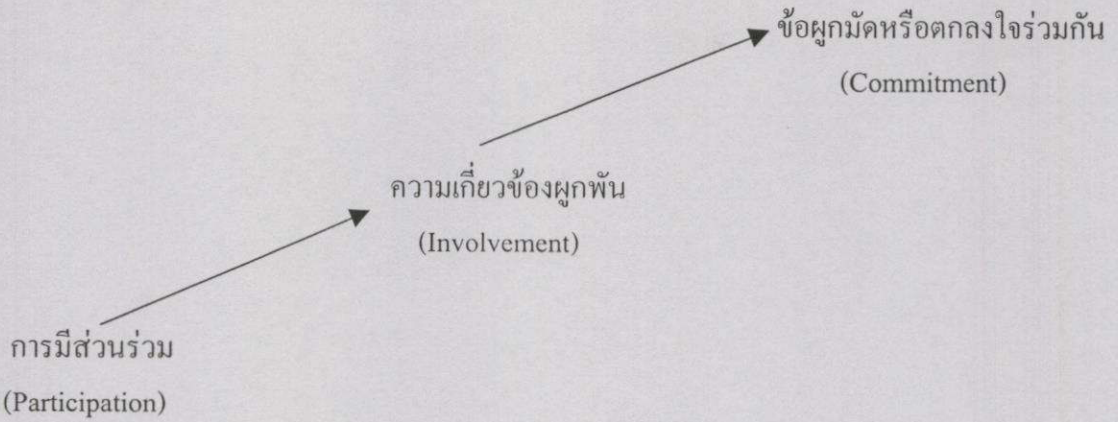 ข้อผูกมัดหรือตกลงใจร่วมกัน
(Commitment)
ความเกี่ยวข้องผูกพัน
(Involvement)
การมีส่วนร่วม
(Participation)